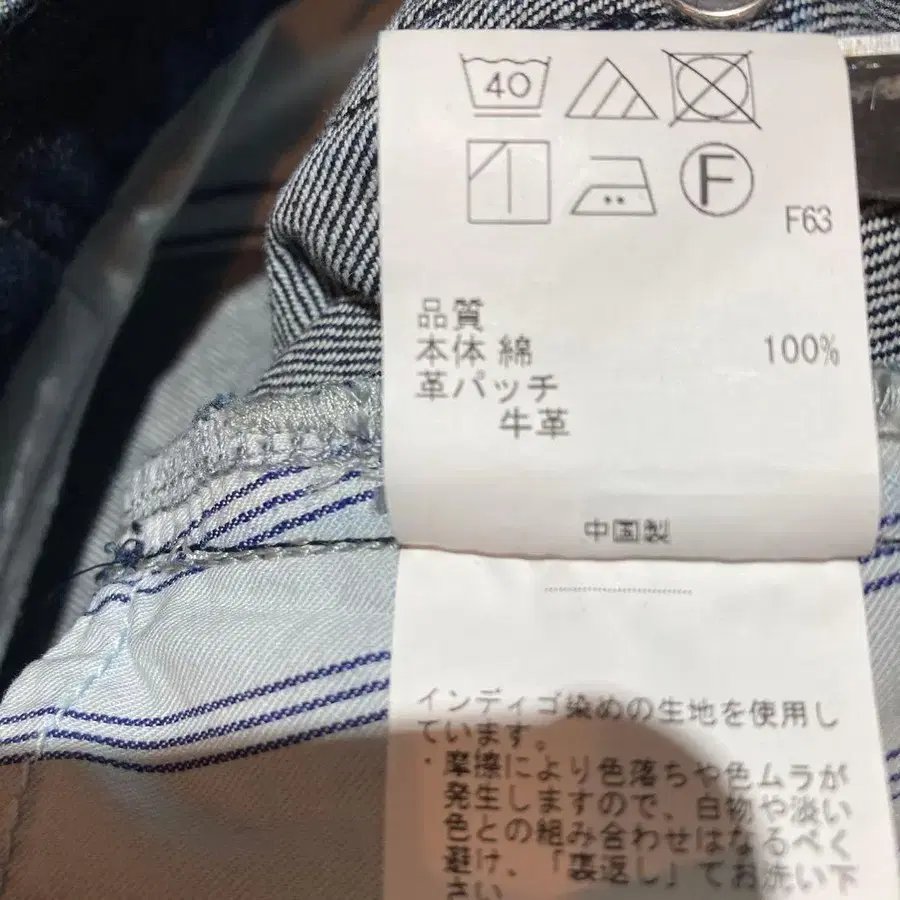 40
F
F63
品質
本体 綿 100%
革パッチ
牛革
中国製
インディゴ染めの生地を使用し
ています。
・摩擦により色落ちや色ムラが
発生しますので、白物や淡い
色との組み合わせはなるべく
避け、「裏返し」てお洗い下
さい